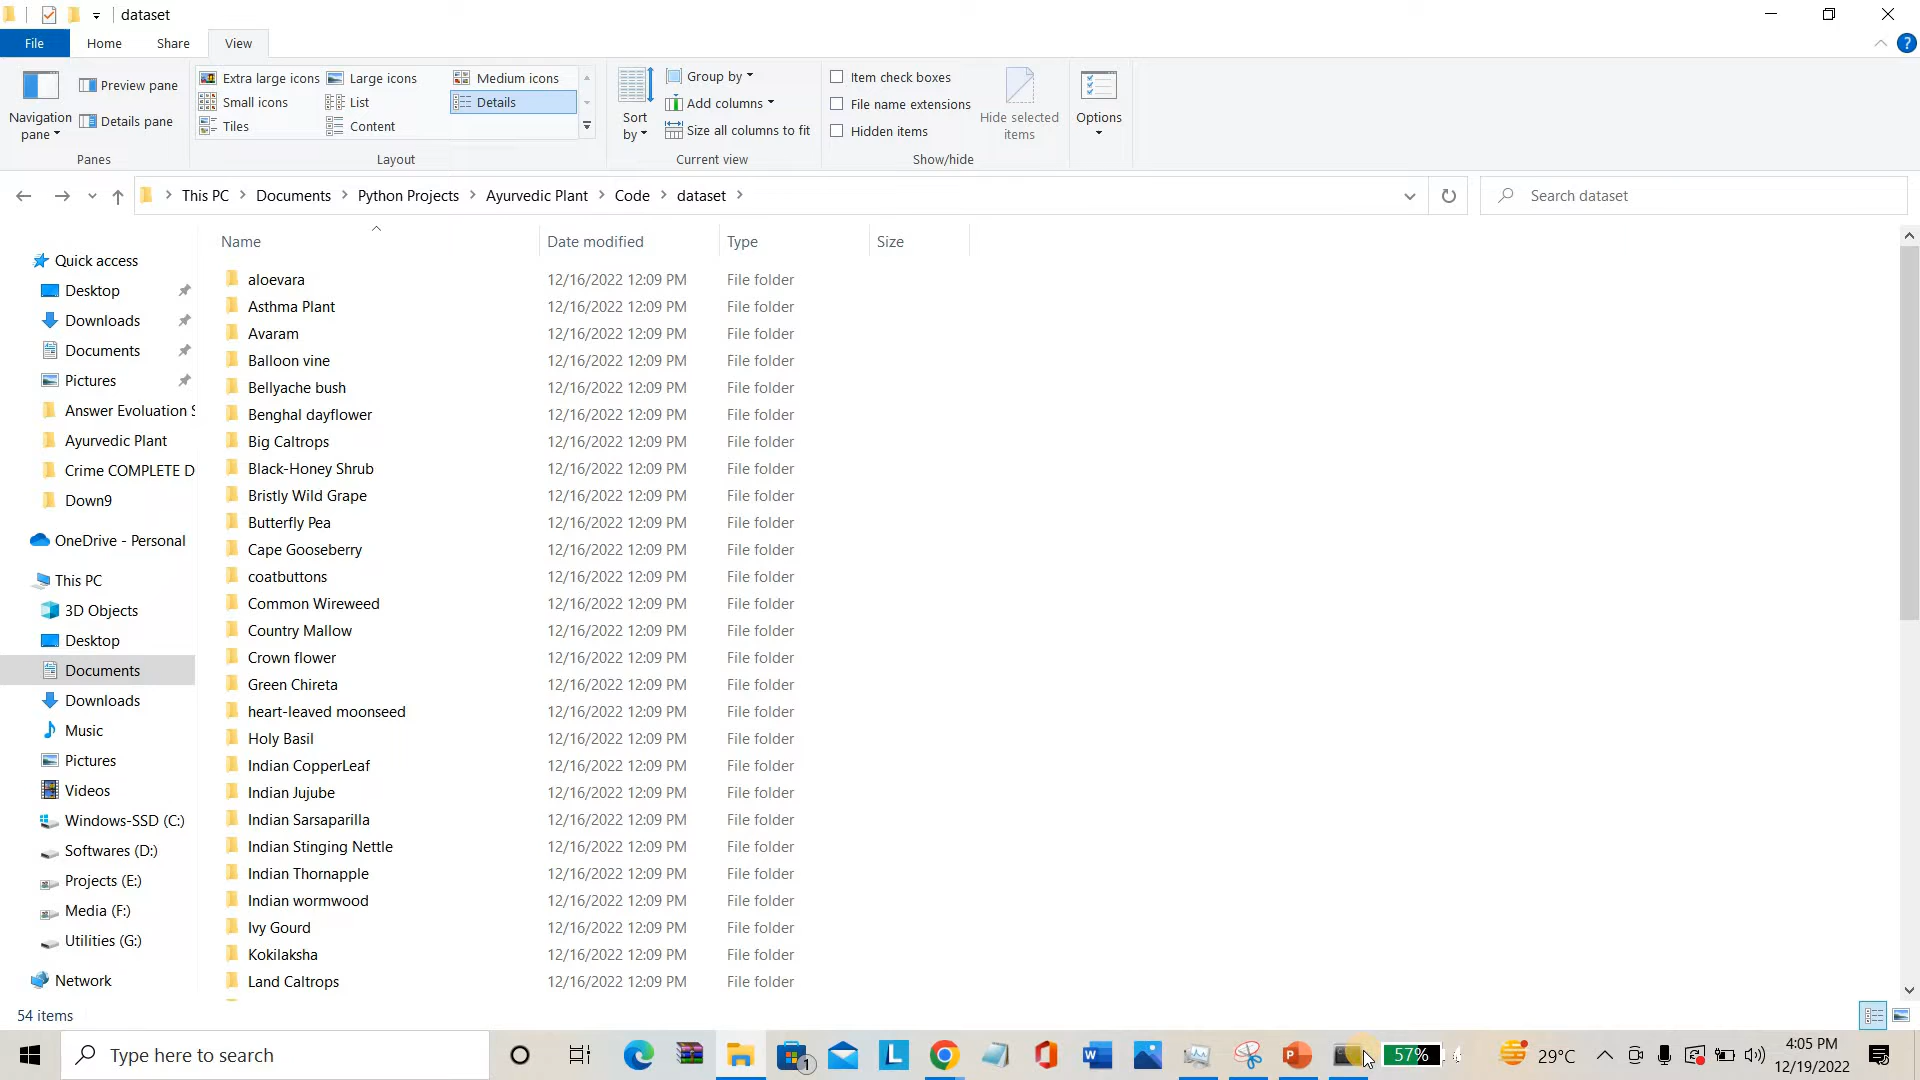 dataset
File Home Share View
Navigation pane
Preview pane
Details pane
Panes
Extra large icons Large icons Medium icons
Small icons List Details
Tiles Content
Layout
Sort by
Group by
Add columns
Size all columns to fit
Current view
Item check boxes
File name extensions
Hidden items
Hide selected items
Show/hide
Options
This PC Documents Python Projects Ayurvedic Plant Code dataset
Search dataset
Quick access
Desktop
Downloads
Documents
Pictures
Answer Evoluation S
Ayurvedic Plant
Crime COMPLETE D
Down9
OneDrive - Personal
This PC
3D Objects
Desktop
Documents
Downloads
Music
Pictures
Videos
Windows-SSD (C:)
Softwares (D:)
Projects (E:)
Media (F:)
Utilities (G:)
Network
Name Date modified Type Size
aloevara 12/16/2022 12:09 PM File folder
Asthma Plant 12/16/2022 12:09 PM File folder
Avaram 12/16/2022 12:09 PM File folder
Balloon vine 12/16/2022 12:09 PM File folder
Bellyache bush 12/16/2022 12:09 PM File folder
Benghal dayflower 12/16/2022 12:09 PM File folder
Big Caltrops 12/16/2022 12:09 PM File folder
Black-Honey Shrub 12/16/2022 12:09 PM File folder
Bristly Wild Grape 12/16/2022 12:09 PM File folder
Butterfly Pea 12/16/2022 12:09 PM File folder
Cape Gooseberry 12/16/2022 12:09 PM File folder
coatbuttons 12/16/2022 12:09 PM File folder
Common Wireweed 12/16/2022 12:09 PM File folder
Country Mallow 12/16/2022 12:09 PM File folder
Crown flower 12/16/2022 12:09 PM File folder
Green Chireta 12/16/2022 12:09 PM File folder
heart-leaved moonseed 12/16/2022 12:09 PM File folder
Holy Basil 12/16/2022 12:09 PM File folder
Indian CopperLeaf 12/16/2022 12:09 PM File folder
Indian Jujube 12/16/2022 12:09 PM File folder
Indian Sarsaparilla 12/16/2022 12:09 PM File folder
Indian Stinging Nettle 12/16/2022 12:09 PM File folder
Indian Thornapple 12/16/2022 12:09 PM File folder
Indian wormwood 12/16/2022 12:09 PM File folder
Ivy Gourd 12/16/2022 12:09 PM File folder
Kokilaksha 12/16/2022 12:09 PM File folder
Land Caltrops 12/16/2022 12:09 PM File folder
54 items
Type here to search
1
57%
29°C
4:05 PM
12/19/2022